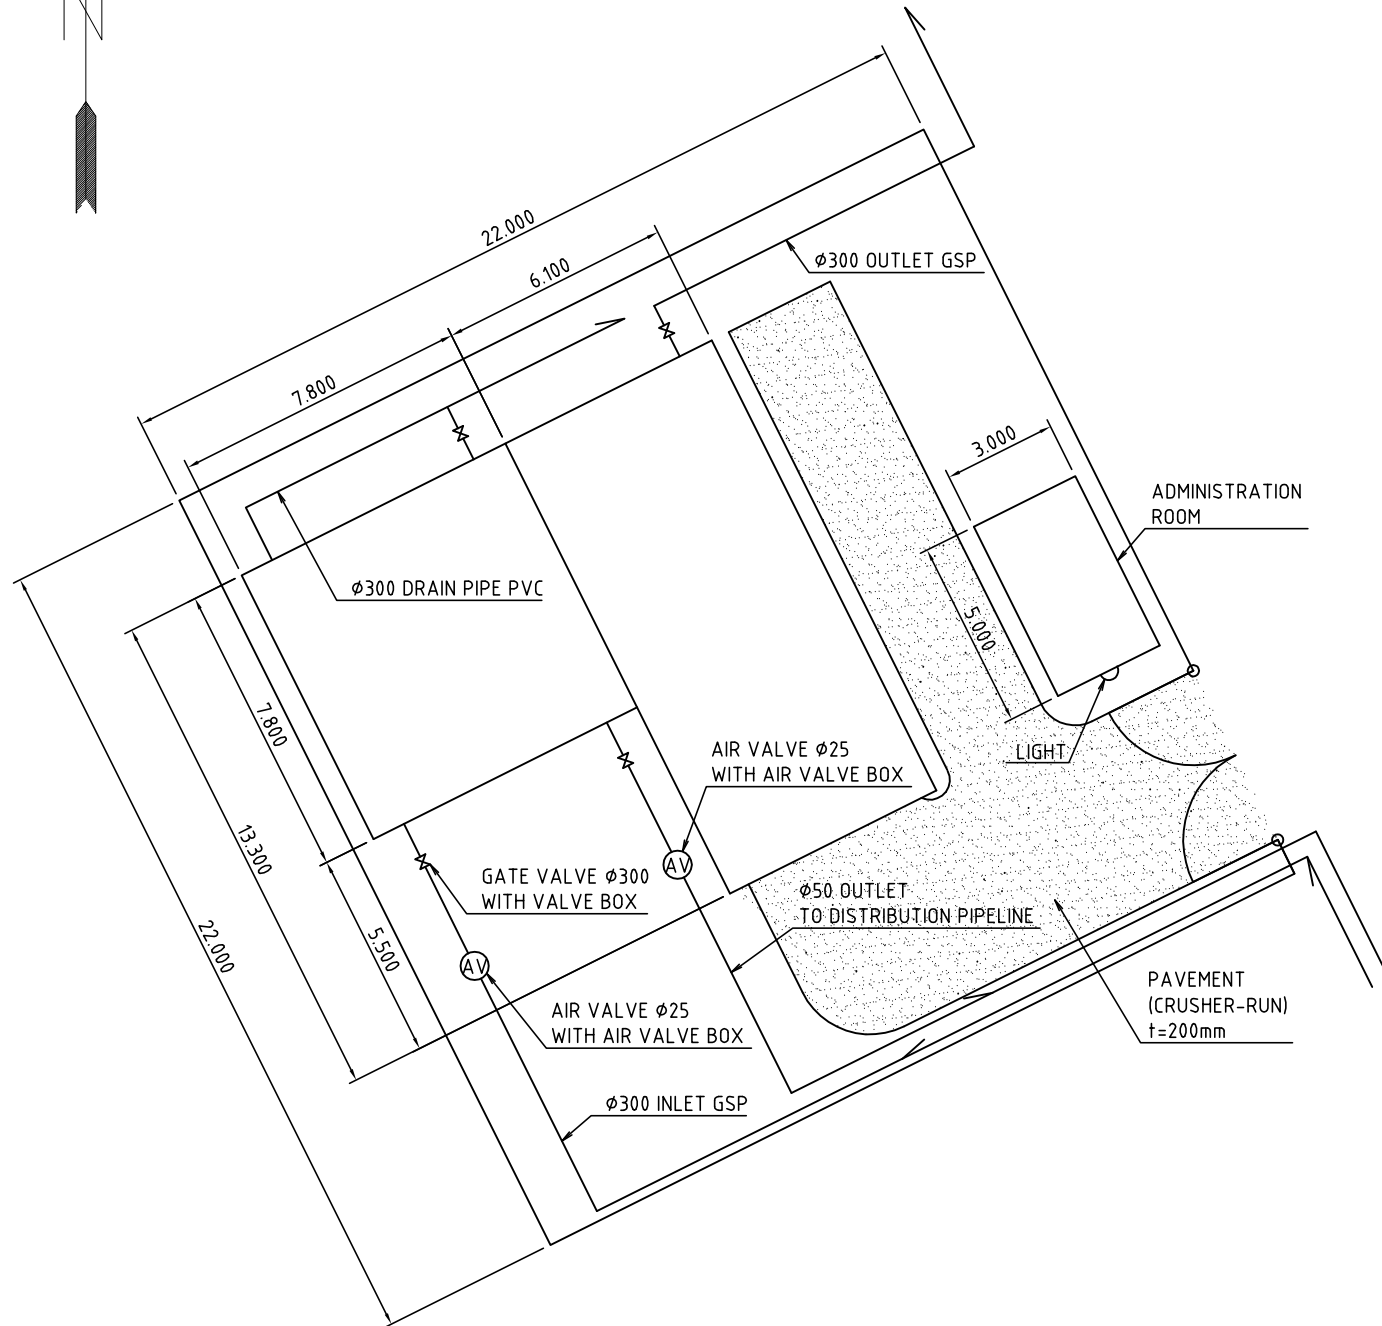 N
22.000
6.100
Ø300 OUTLET GSP
7.800
3.000
ADMINISTRATION
ROOM
Ø300 DRAIN PIPE PVC
5.000
7.800
AIR VALVE Ø25
WITH AIR VALVE BOX
LIGHT
13.300
AV
GATE VALVE Ø300
WITH VALVE BOX
Ø50 OUTLET
TO DISTRIBUTION PIPELINE
22.000
5.500
AV
PAVEMENT
(CRUSHER-RUN)
t=200mm
AIR VALVE Ø25
WITH AIR VALVE BOX
Ø300 INLET GSP